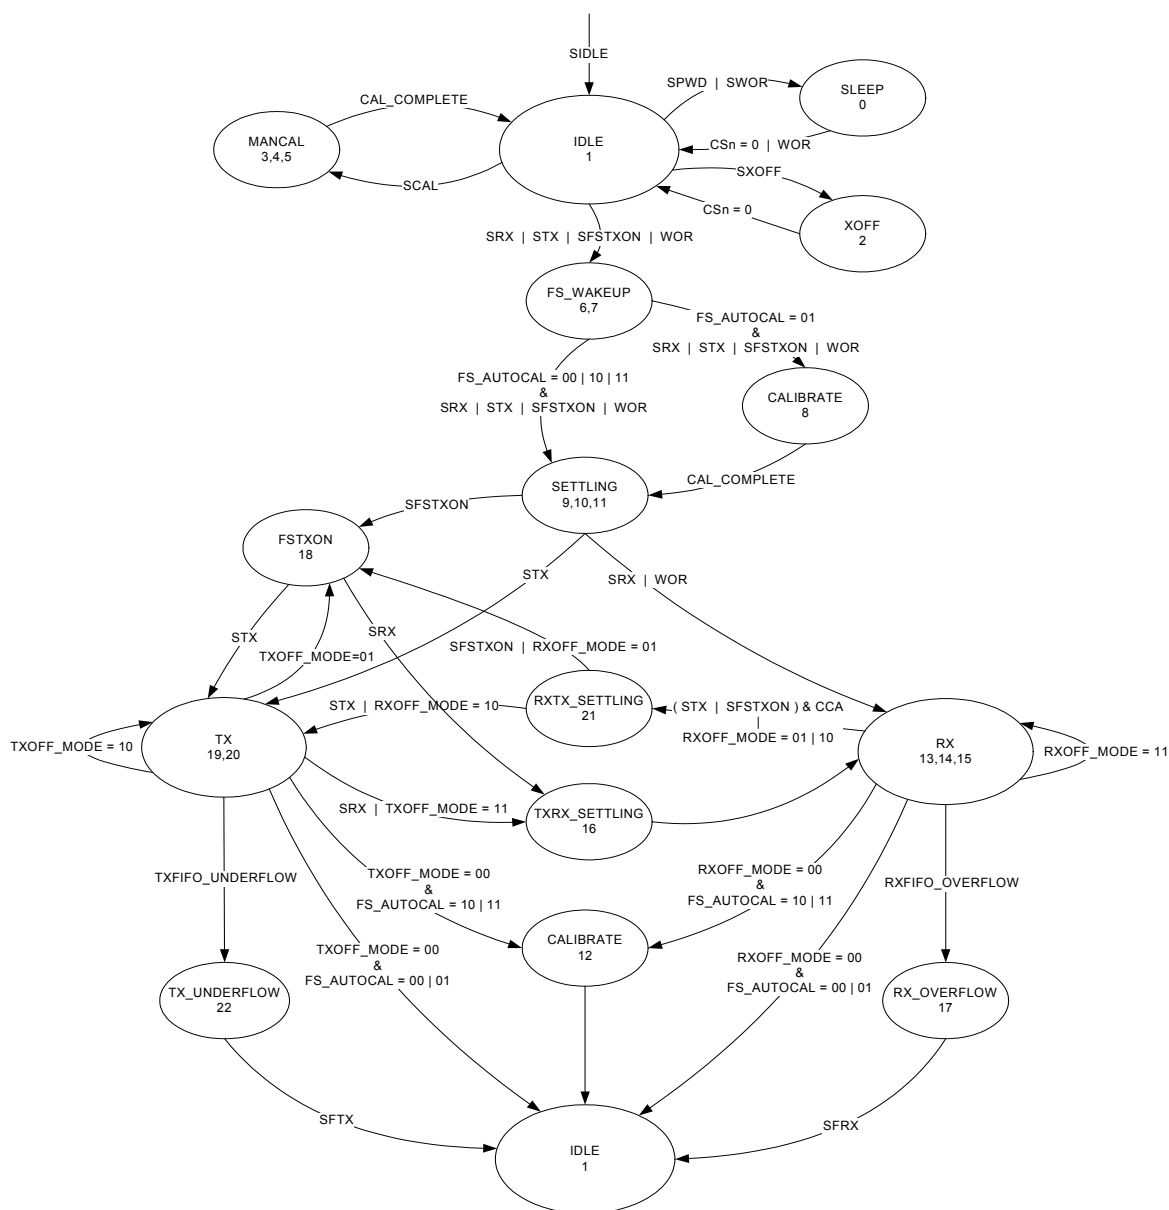 SIDLE
SPWD | SWOR
SLEEP
0
CAL_COMPLETE
MANCAL
3,4,5
IDLE
1
CSn = 0 | WOR
SCAL
SXOFF
CSn = 0
XOFF
2
SRX | STX | SFSTXON | WOR
FS_WAKEUP
6,7
FS_AUTOCAL = 01
&
SRX | STX | SFSTXON | WOR
FS_AUTOCAL = 00 | 10 | 11
&
SRX | STX | SFSTXON | WOR
CALIBRATE
8
SETTLING
9,10,11
CAL_COMPLETE
SFSTXON
FSTXON
18
STX
SRX | WOR
STX
SRX
TXOFF_MODE=01
SFSTXON | RXOFF_MODE = 01
RXTX_SETTLING
21
STX | RXOFF_MODE = 10
( STX | SFSTXON ) & CCA
|
RXOFF_MODE = 01 | 10
TXOFF_MODE = 10
TX
19,20
RX
13,14,15
RXOFF_MODE = 11
SRX | TXOFF_MODE = 11
TXRX_SETTLING
16
TXFIFO_UNDERFLOW
TXOFF_MODE = 00
&
FS_AUTOCAL = 10 | 11
RXOFF_MODE = 00
&
FS_AUTOCAL = 10 | 11
RXFIFO_OVERFLOW
CALIBRATE
12
TXOFF_MODE = 00
&
FS_AUTOCAL = 00 | 01
RXOFF_MODE = 00
&
FS_AUTOCAL = 00 | 01
TX_UNDERFLOW
22
RX_OVERFLOW
17
SFTX
SFRX
IDLE
1